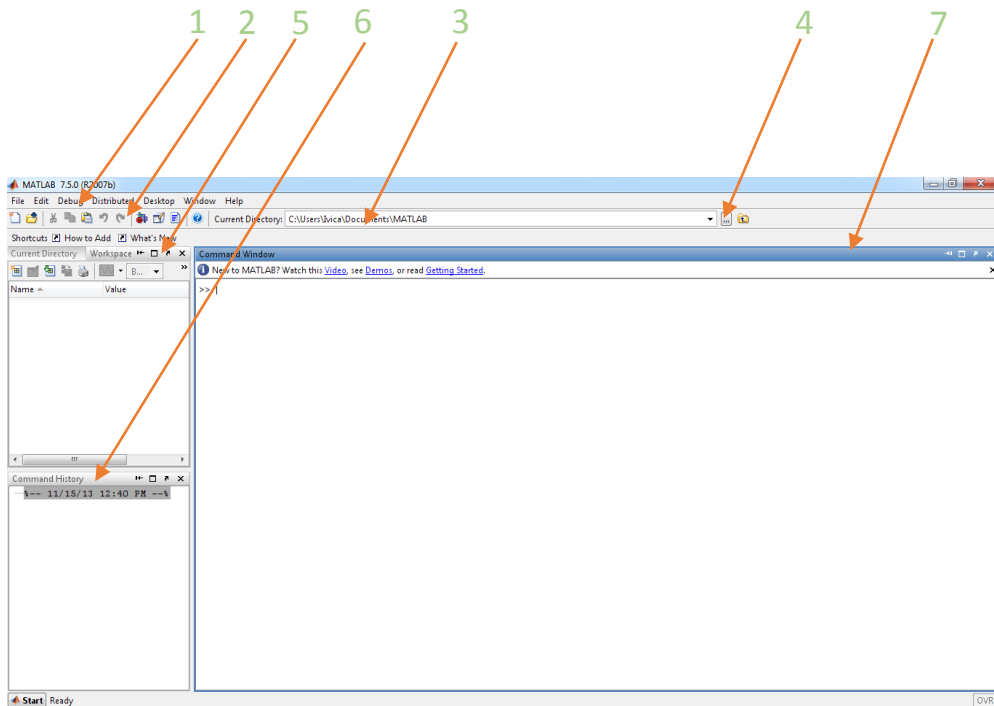 1 2 5 6 3 4 7
MATLAB 7.5.0 (R2007b)
File Edit Debug Distributed Desktop Window Help
Current Directory: C:\Users\Ivica\Documents\MATLAB
...
Shortcuts How to Add What's New
Current Directory Workspace
B... »
Name Value
Command Window
New to MATLAB? Watch this Video, see Demos, or read Getting Started.
>>
Command History
%-- 11/15/13 12:40 PM --%
Start Ready
OVR